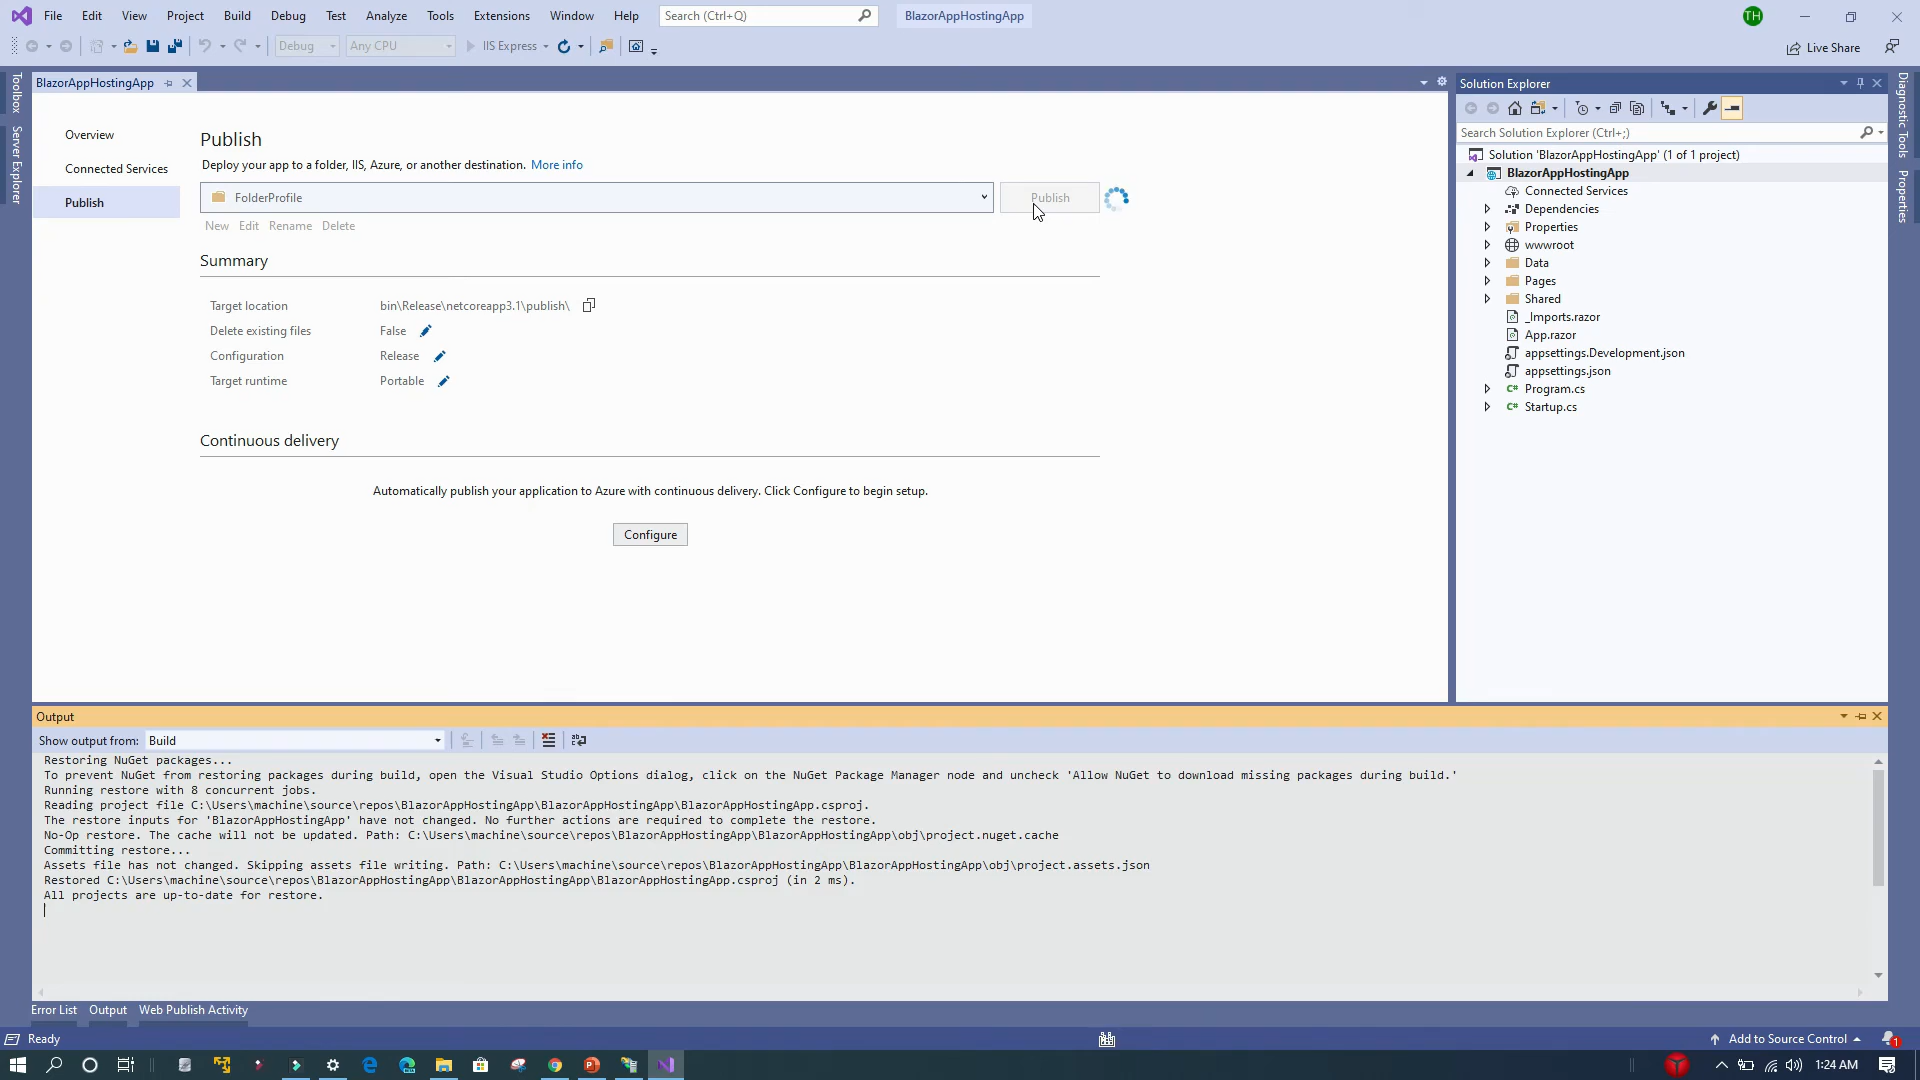 File Edit View Project Build Debug Test Analyze Tools Extensions Window Help Search (Ctrl+Q) BlazorAppHostingApp TH
Debug Any CPU IIS Express Live Share
Toolbox
Server Explorer
BlazorAppHostingApp
Overview
Connected Services
Publish
Publish
Deploy your app to a folder, IIS, Azure, or another destination. More info
FolderProfile Publish
New Edit Rename Delete
Summary
Target location bin\Release\netcoreapp3.1\publish\
Delete existing files False
Configuration Release
Target runtime Portable
Continuous delivery
Automatically publish your application to Azure with continuous delivery. Click Configure to begin setup.
Configure
Solution Explorer
Search Solution Explorer (Ctrl+;)
Solution 'BlazorAppHostingApp' (1 of 1 project)
BlazorAppHostingApp
Connected Services
Dependencies
Properties
wwwroot
Data
Pages
Shared
_Imports.razor
App.razor
appsettings.Development.json
appsettings.json
C# Program.cs
C# Startup.cs
Diagnostic Tools
Properties
Output
Show output from: Build
Restoring NuGet packages...
To prevent NuGet from restoring packages during build, open the Visual Studio Options dialog, click on the NuGet Package Manager node and uncheck 'Allow NuGet to download missing packages during build.'
Running restore with 8 concurrent jobs.
Reading project file C:\Users\machine\source\repos\BlazorAppHostingApp\BlazorAppHostingApp\BlazorAppHostingApp.csproj.
The restore inputs for 'BlazorAppHostingApp' have not changed. No further actions are required to complete the restore.
No-Op restore. The cache will not be updated. Path: C:\Users\machine\source\repos\BlazorAppHostingApp\BlazorAppHostingApp\obj\project.nuget.cache
Committing restore...
Assets file has not changed. Skipping assets file writing. Path: C:\Users\machine\source\repos\BlazorAppHostingApp\BlazorAppHostingApp\obj\project.assets.json
Restored C:\Users\machine\source\repos\BlazorAppHostingApp\BlazorAppHostingApp\BlazorAppHostingApp.csproj (in 2 ms).
All projects are up-to-date for restore.
Error List Output Web Publish Activity
Ready Add to Source Control 1
1:24 AM